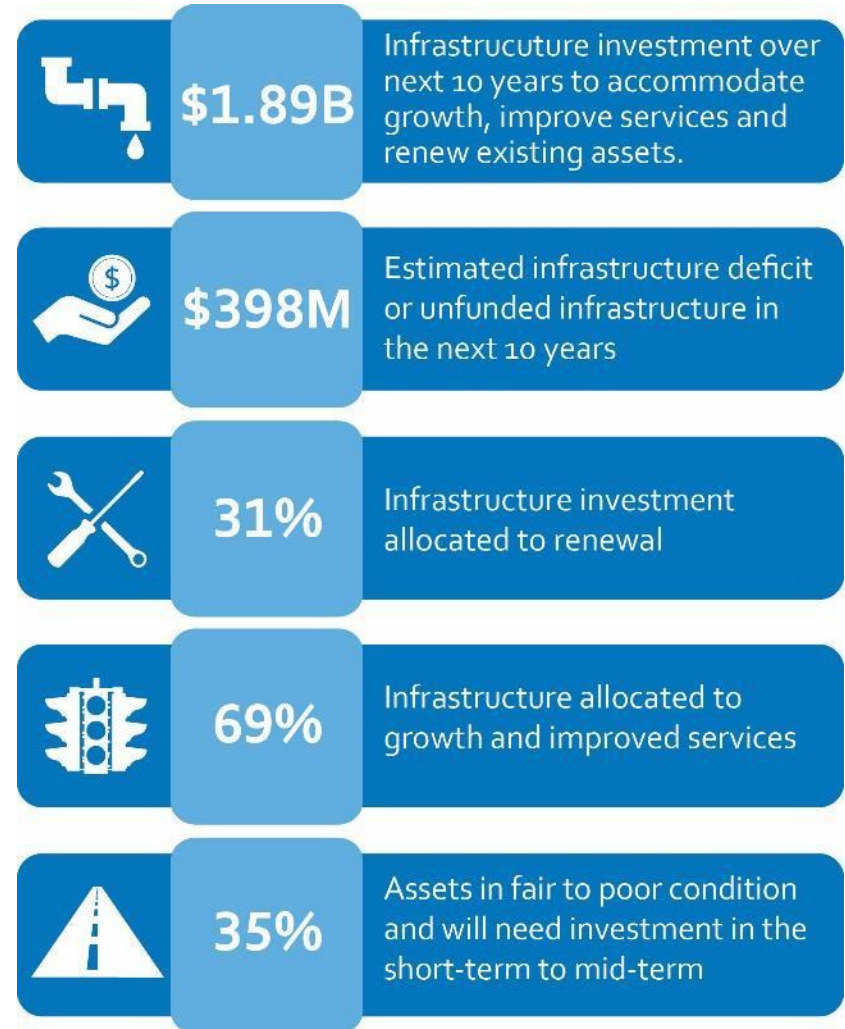 $1.89B
Infrastrucuture investment over
next 10 years to accommodate
growth, improve services and
renew existing assets.
$
$398M
Estimated infrastructure deficit
or unfunded infrastructure in
the next 10 years
31%
Infrastructure investment
allocated to renewal
69%
Infrastructure allocated to
growth and improved services
35%
Assets in fair to poor condition
and will need investment in the
short-term to mid-term